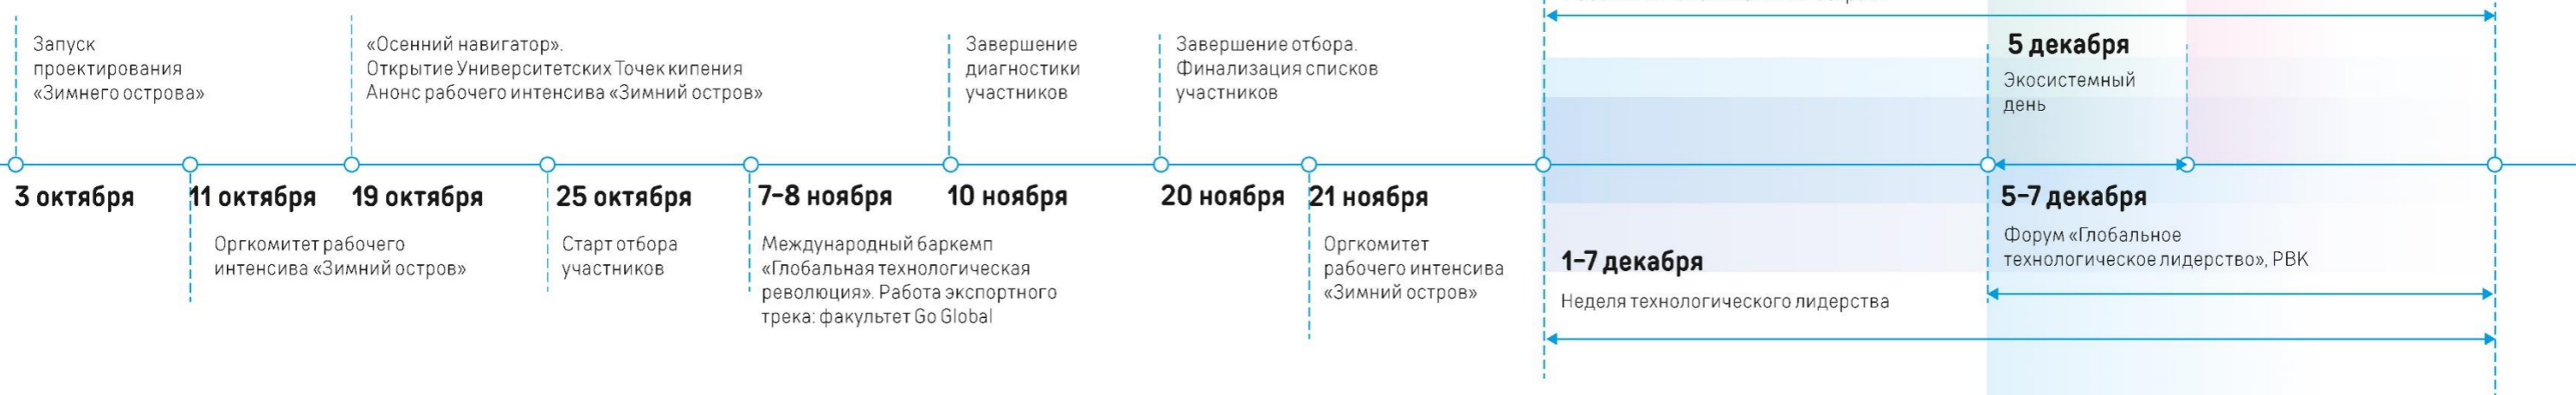 Запуск
проектирования
«Зимнего острова»
3 октября
11 октября
Оргкомитет рабочего
интенсива «Зимний остров»
«Осенний навигатор».
Открытие Университетских Точек кипения
Анонс рабочего интенсива «Зимний остров»
19 октября
25 октября
Старт отбора
участников
7–8 ноября
Международный баркемп
«Глобальная технологическая
революция». Работа экспортного
трека: факультет Go Global
Завершение
диагностики
участников
10 ноября
Завершение отбора.
Финализация списков
участников
20 ноября
21 ноября
Оргкомитет
рабочего интенсива
«Зимний остров»
1–7 декабря
Неделя технологического лидерства
5 декабря
Экосистемный
день
5–7 декабря
Форум «Глобальное
технологическое лидерство», РВК